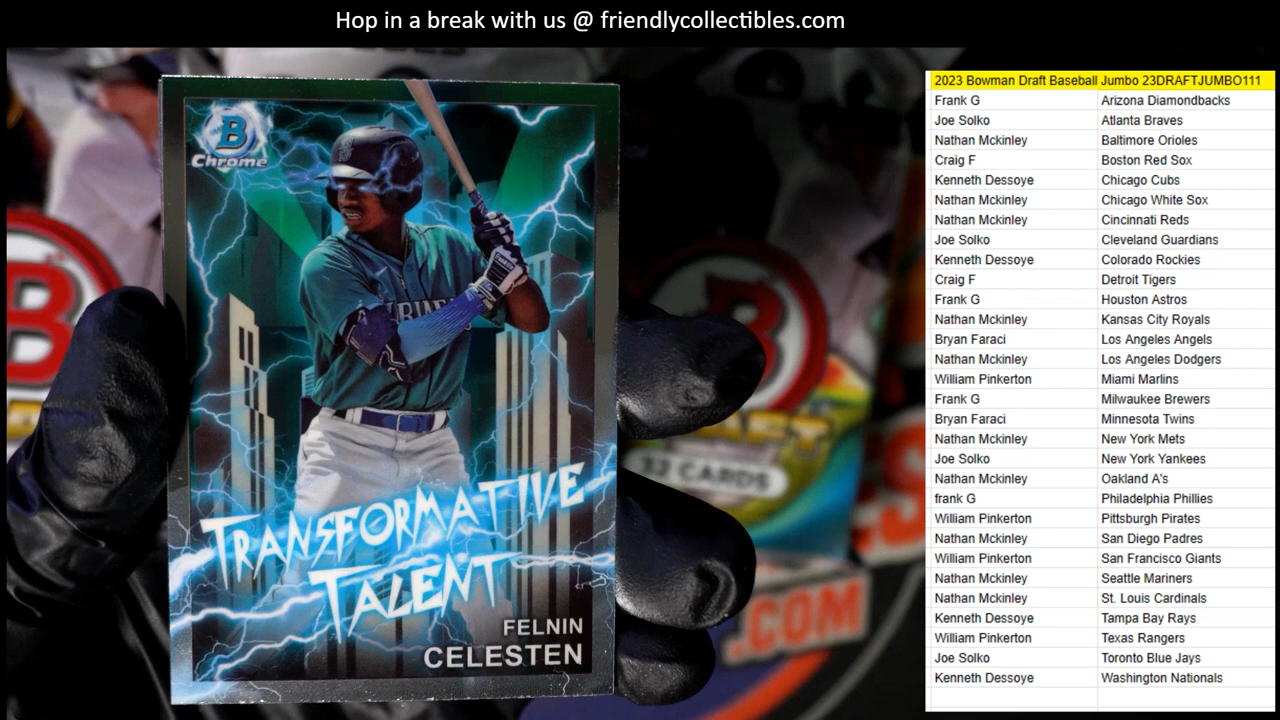 Hop in a break with us @ friendlycollectibles.com
B
Chrome
TRANSFORMATIVE
TALENT
FELNIN
CELESTEN
B
B
32 CARDS
.COM
2023 Bowman Draft Baseball Jumbo 23DRAFTJUMBO111
Frank G Arizona Diamondbacks
Joe Solko Atlanta Braves
Nathan Mckinley Baltimore Orioles
Craig F Boston Red Sox
Kenneth Dessoye Chicago Cubs
Nathan Mckinley Chicago White Sox
Nathan Mckinley Cincinnati Reds
Joe Solko Cleveland Guardians
Kenneth Dessoye Colorado Rockies
Craig F Detroit Tigers
Frank G Houston Astros
Nathan Mckinley Kansas City Royals
Bryan Faraci Los Angeles Angels
Nathan Mckinley Los Angeles Dodgers
William Pinkerton Miami Marlins
Frank G Milwaukee Brewers
Bryan Faraci Minnesota Twins
Nathan Mckinley New York Mets
Joe Solko New York Yankees
Nathan Mckinley Oakland A's
frank G Philadelphia Phillies
William Pinkerton Pittsburgh Pirates
Nathan Mckinley San Diego Padres
William Pinkerton San Francisco Giants
Nathan Mckinley Seattle Mariners
Nathan Mckinley St. Louis Cardinals
Kenneth Dessoye Tampa Bay Rays
William Pinkerton Texas Rangers
Joe Solko Toronto Blue Jays
Kenneth Dessoye Washington Nationals